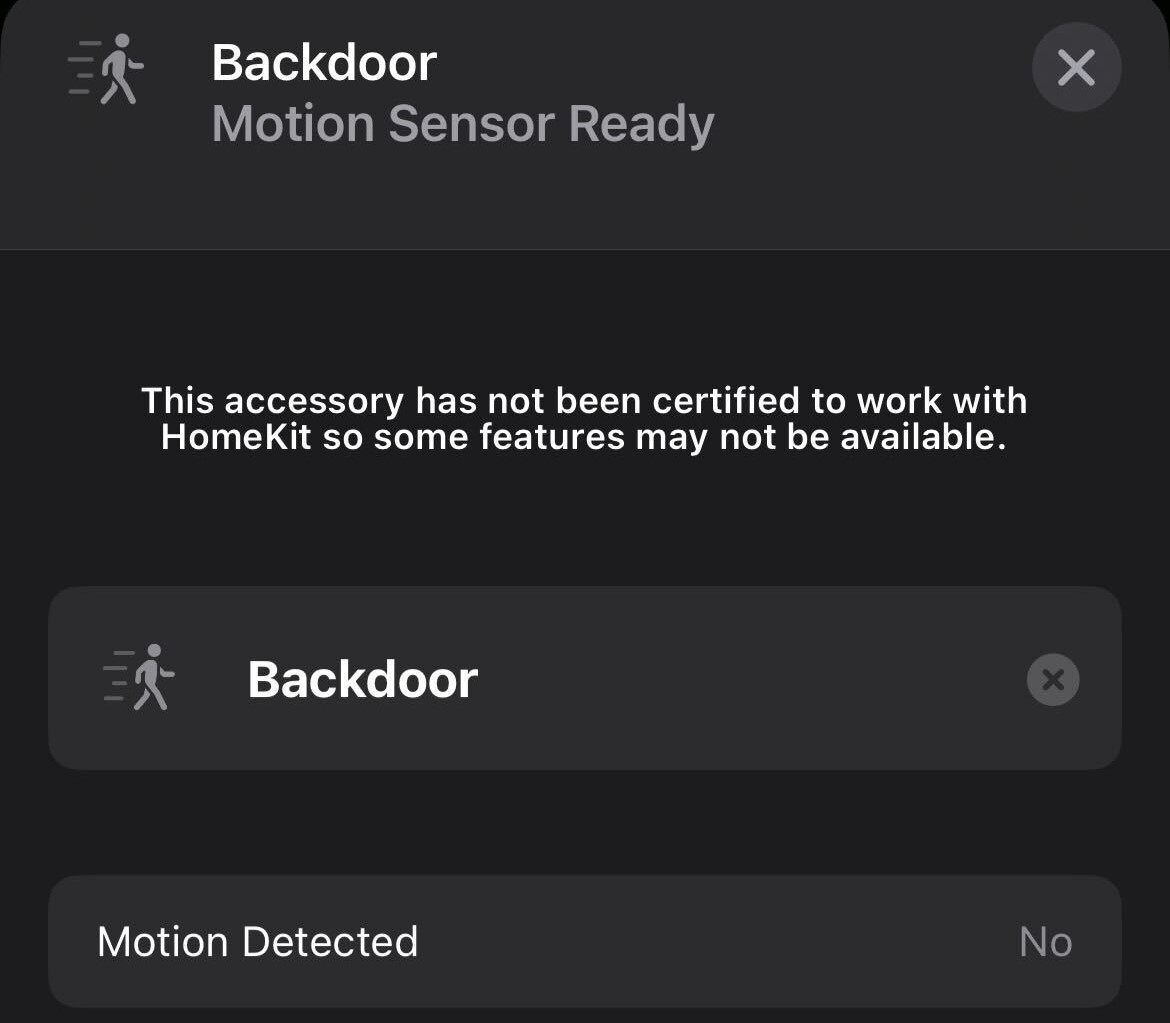 Backdoor
Motion Sensor Ready
This accessory has not been certified to work with
HomeKit so some features may not be available.
Backdoor
Motion Detected No